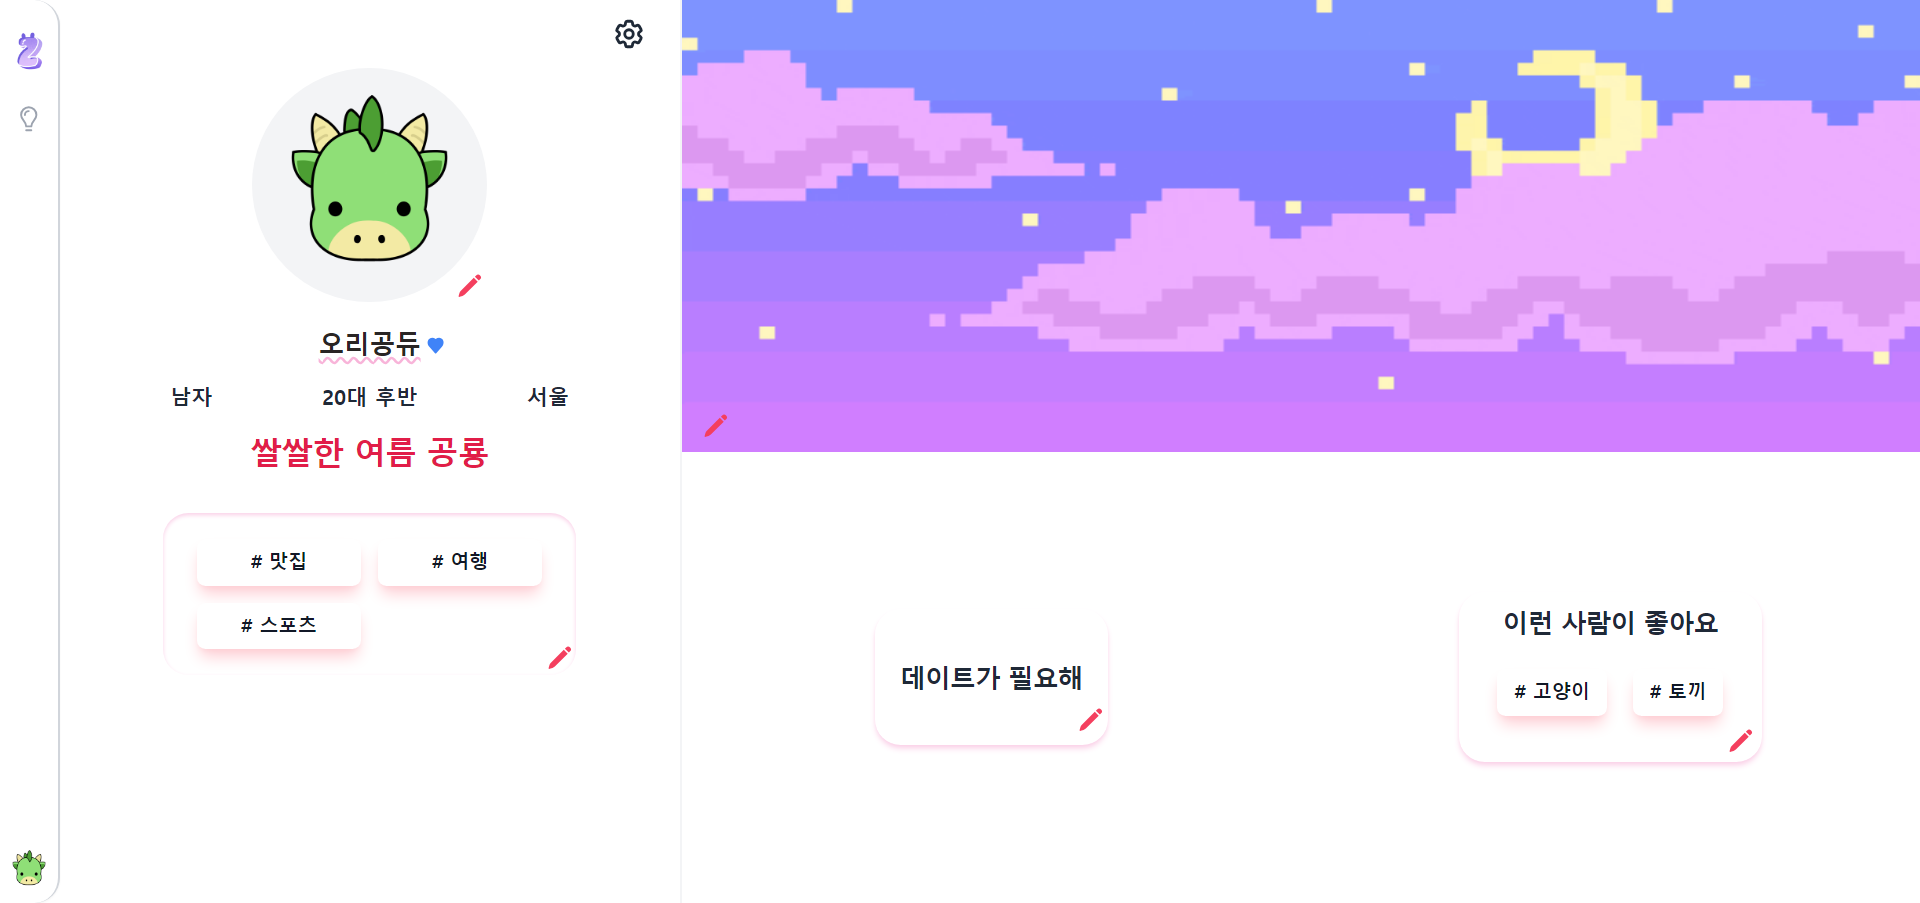 오리공듀
남자 20대 후반 서울
쌀쌀한 여름 공룡
# 맛집 # 여행
# 스포츠
데이트가 필요해
이런 사람이 좋아요
# 고양이 # 토끼